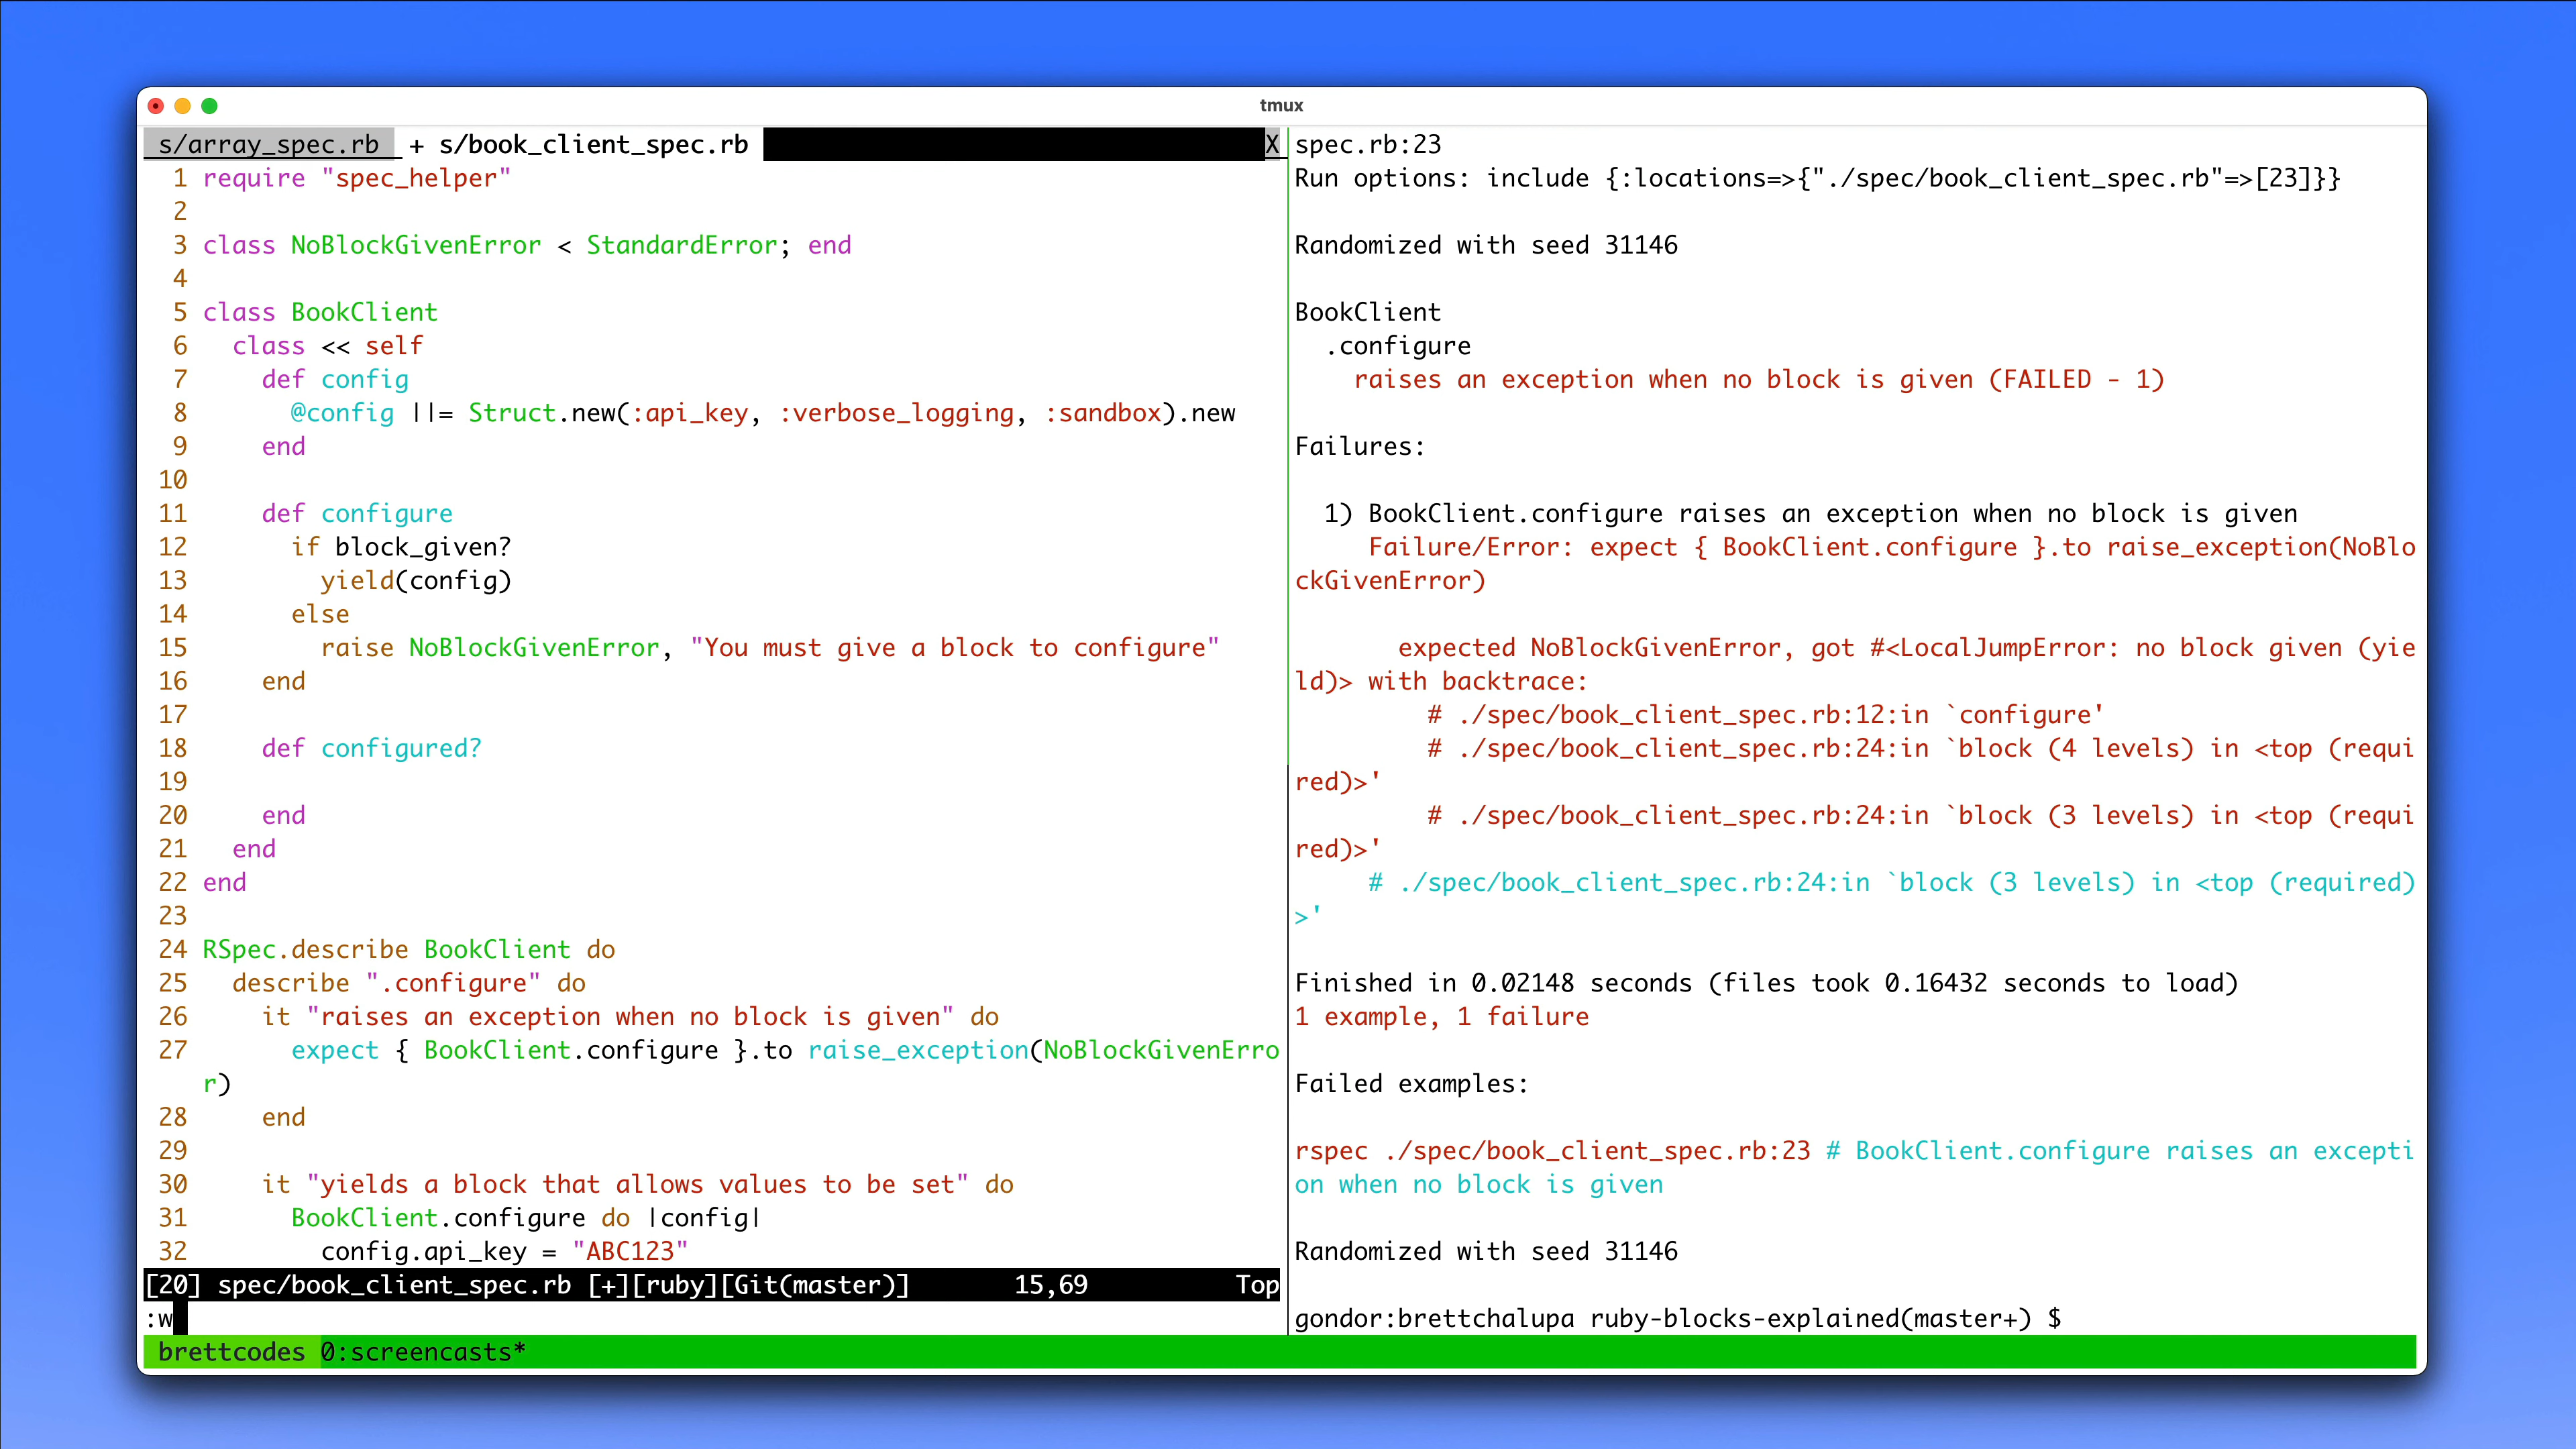 tmux
s/array_spec.rb  + s/book_client_spec.rb  X
1 require "spec_helper"
2
3 class NoBlockGivenError < StandardError; end
4
5 class BookClient
6   class << self
7     def config
8       @config ||= Struct.new(:api_key, :verbose_logging, :sandbox).new
9     end
10
11     def configure
12       if block_given?
13         yield(config)
14       else
15         raise NoBlockGivenError, "You must give a block to configure"
16     end
17
18     def configured?
19
20     end
21   end
22 end
23
24 RSpec.describe BookClient do
25   describe ".configure" do
26     it "raises an exception when no block is given" do
27       expect { BookClient.configure }.to raise_exception(NoBlockGivenErro
r)
28     end
29
30     it "yields a block that allows values to be set" do
31       BookClient.configure do |config|
32         config.api_key = "ABC123"
[20] spec/book_client_spec.rb [+][ruby][Git(master)]       15,69          Top
:w
spec.rb:23
Run options: include {:locations=>{"./spec/book_client_spec.rb"=>[23]}}
Randomized with seed 31146
BookClient
  .configure
    raises an exception when no block is given (FAILED - 1)
Failures:
  1) BookClient.configure raises an exception when no block is given
     Failure/Error: expect { BookClient.configure }.to raise_exception(NoBlo
ckGivenError)
       expected NoBlockGivenError, got #<LocalJumpError: no block given (yie
ld)> with backtrace:
         # ./spec/book_client_spec.rb:12:in `configure'
         # ./spec/book_client_spec.rb:24:in `block (4 levels) in <top (requi
red)>'
         # ./spec/book_client_spec.rb:24:in `block (3 levels) in <top (requi
red)>'
     # ./spec/book_client_spec.rb:24:in `block (3 levels) in <top (required)
>'
Finished in 0.02148 seconds (files took 0.16432 seconds to load)
1 example, 1 failure
Failed examples:
rspec ./spec/book_client_spec.rb:23 # BookClient.configure raises an excepti
on when no block is given
Randomized with seed 31146
gondor:brettchalupa ruby-blocks-explained(master+) $
brettcodes 0:screencasts*